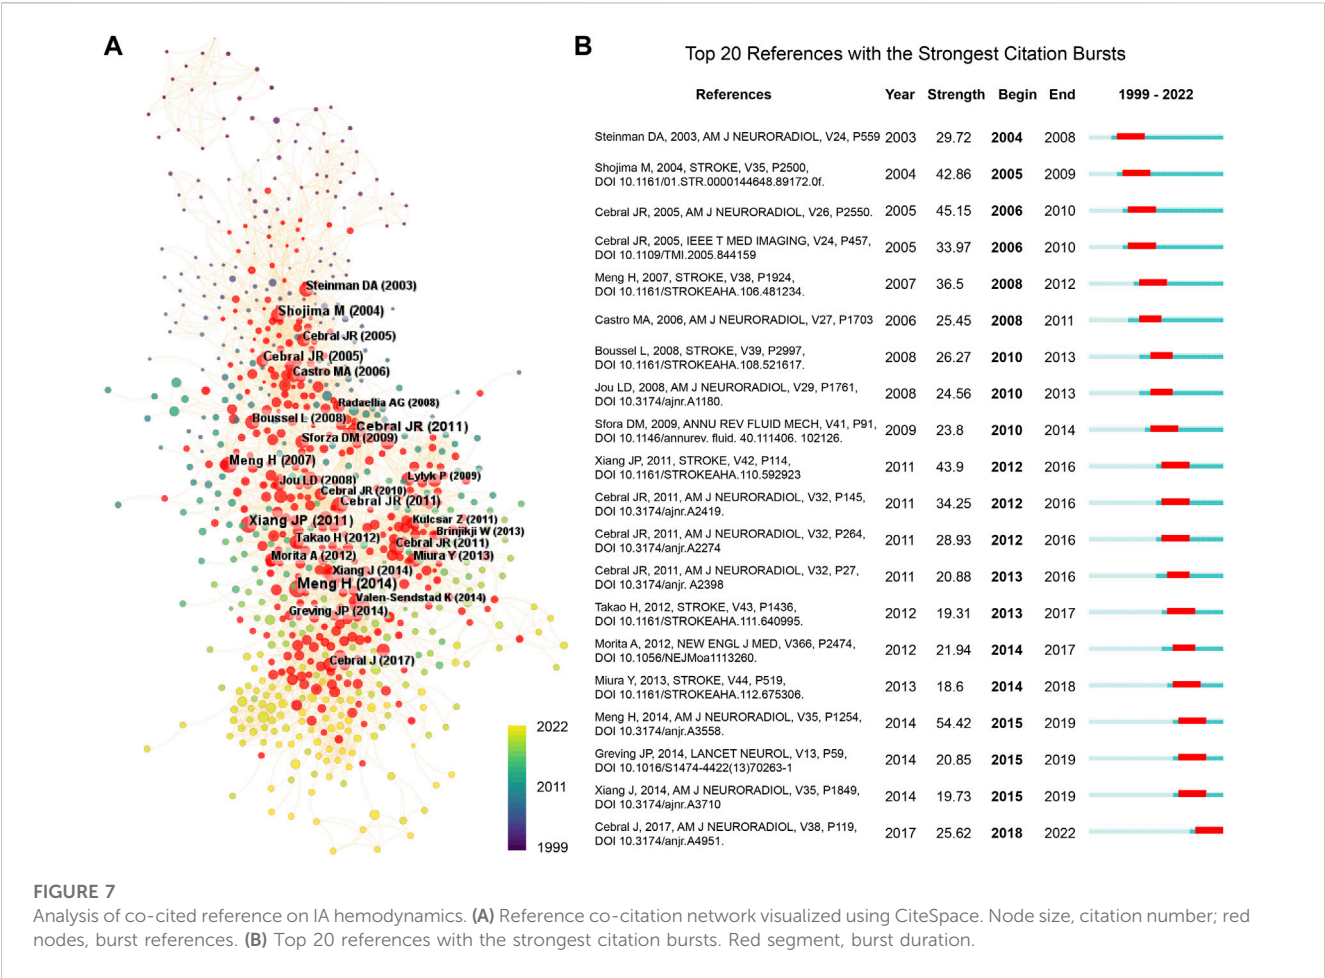 A
Steinman DA (2003)
Shojima M (2004)
Cebral JR (2005)
Cebral JR (2005)
Castro MA (2006)
Radaellia AG (2008)
Boussel L (2008)
Cebral JR (2011)
Sforza DM (2009)
Meng H (2007)
Lylyk P (2009)
Jou LD (2008)
Cebral JR (2010)
Cebral JR (2011)
Xiang JP (2011)
Kulcsar Z (2011)
Brinjikji W (2013)
Takao H (2012)
Cebral JR (2011)
Morita A (2012)
Miura Y (2013)
Xiang J (2014)
Meng H (2014)
Valen-Sendstad K (2014)
Greving JP (2014)
Cebral J (2017)
2022
2011
1999
B
Top 20 References with the Strongest Citation Bursts
References Year Strength Begin End 1999 - 2022
Steinman DA, 2003, AM J NEURORADIOL, V24, P559 2003 29.72 2004 2008
Shojima M, 2004, STROKE, V35, P2500,
DOI 10.1161/01.STR.0000144648.89172.0f. 2004 42.86 2005 2009
Cebral JR, 2005, AM J NEURORADIOL, V26, P2550. 2005 45.15 2006 2010
Cebral JR, 2005, IEEE T MED IMAGING, V24, P457,
DOI 10.1109/TMI.2005.844159 2005 33.97 2006 2010
Meng H, 2007, STROKE, V38, P1924,
DOI 10.1161/STROKEAHA.106.481234. 2007 36.5 2008 2012
Castro MA, 2006, AM J NEURORADIOL, V27, P1703 2006 25.45 2008 2011
Boussel L, 2008, STROKE, V39, P2997,
DOI 10.1161/STROKEAHA.108.521617. 2008 26.27 2010 2013
Jou LD, 2008, AM J NEURORADIOL, V29, P1761,
DOI 10.3174/ajnr.A1180. 2008 24.56 2010 2013
Sfora DM, 2009, ANNU REV FLUID MECH, V41, P91,
DOI 10.1146/annurev. fluid. 40.111406. 102126. 2009 23.8 2010 2014
Xiang JP, 2011, STROKE, V42, P114,
DOI 10.1161/STROKEAHA.110.592923 2011 43.9 2012 2016
Cebral JR, 2011, AM J NEURORADIOL, V32, P145,
DOI 10.3174/ajnr.A2419. 2011 34.25 2012 2016
Cebral JR, 2011, AM J NEURORADIOL, V32, P264,
DOI 10.3174/anjr.A2274 2011 28.93 2012 2016
Cebral JR, 2011, AM J NEURORADIOL, V32, P27,
DOI 10.3174/anjr. A2398 2011 20.88 2013 2016
Takao H, 2012, STROKE, V43, P1436,
DOI 10.1161/STROKEAHA.111.640995. 2012 19.31 2013 2017
Morita A, 2012, NEW ENGL J MED, V366, P2474,
DOI 10.1056/NEJMoa1113260. 2012 21.94 2014 2017
Miura Y, 2013, STROKE, V44, P519,
DOI 10.1161/STROKEAHA.112.675306. 2013 18.6 2014 2018
Meng H, 2014, AM J NEURORADIOL, V35, P1254,
DOI 10.3174/anjr.A3558. 2014 54.42 2015 2019
Greving JP, 2014, LANCET NEUROL, V13, P59,
DOI 10.1016/S1474-4422(13)70263-1 2014 20.85 2015 2019
Xiang J, 2014, AM J NEURORADIOL, V35, P1849,
DOI 10.3174/ajnr.A3710 2014 19.73 2015 2019
Cebral J, 2017, AM J NEURORADIOL, V38, P119,
DOI 10.3174/anjr.A4951. 2017 25.62 2018 2022
FIGURE 7
Analysis of co-cited reference on IA hemodynamics. (A) Reference co-citation network visualized using CiteSpace. Node size, citation number; red
nodes, burst references. (B) Top 20 references with the strongest citation bursts. Red segment, burst duration.